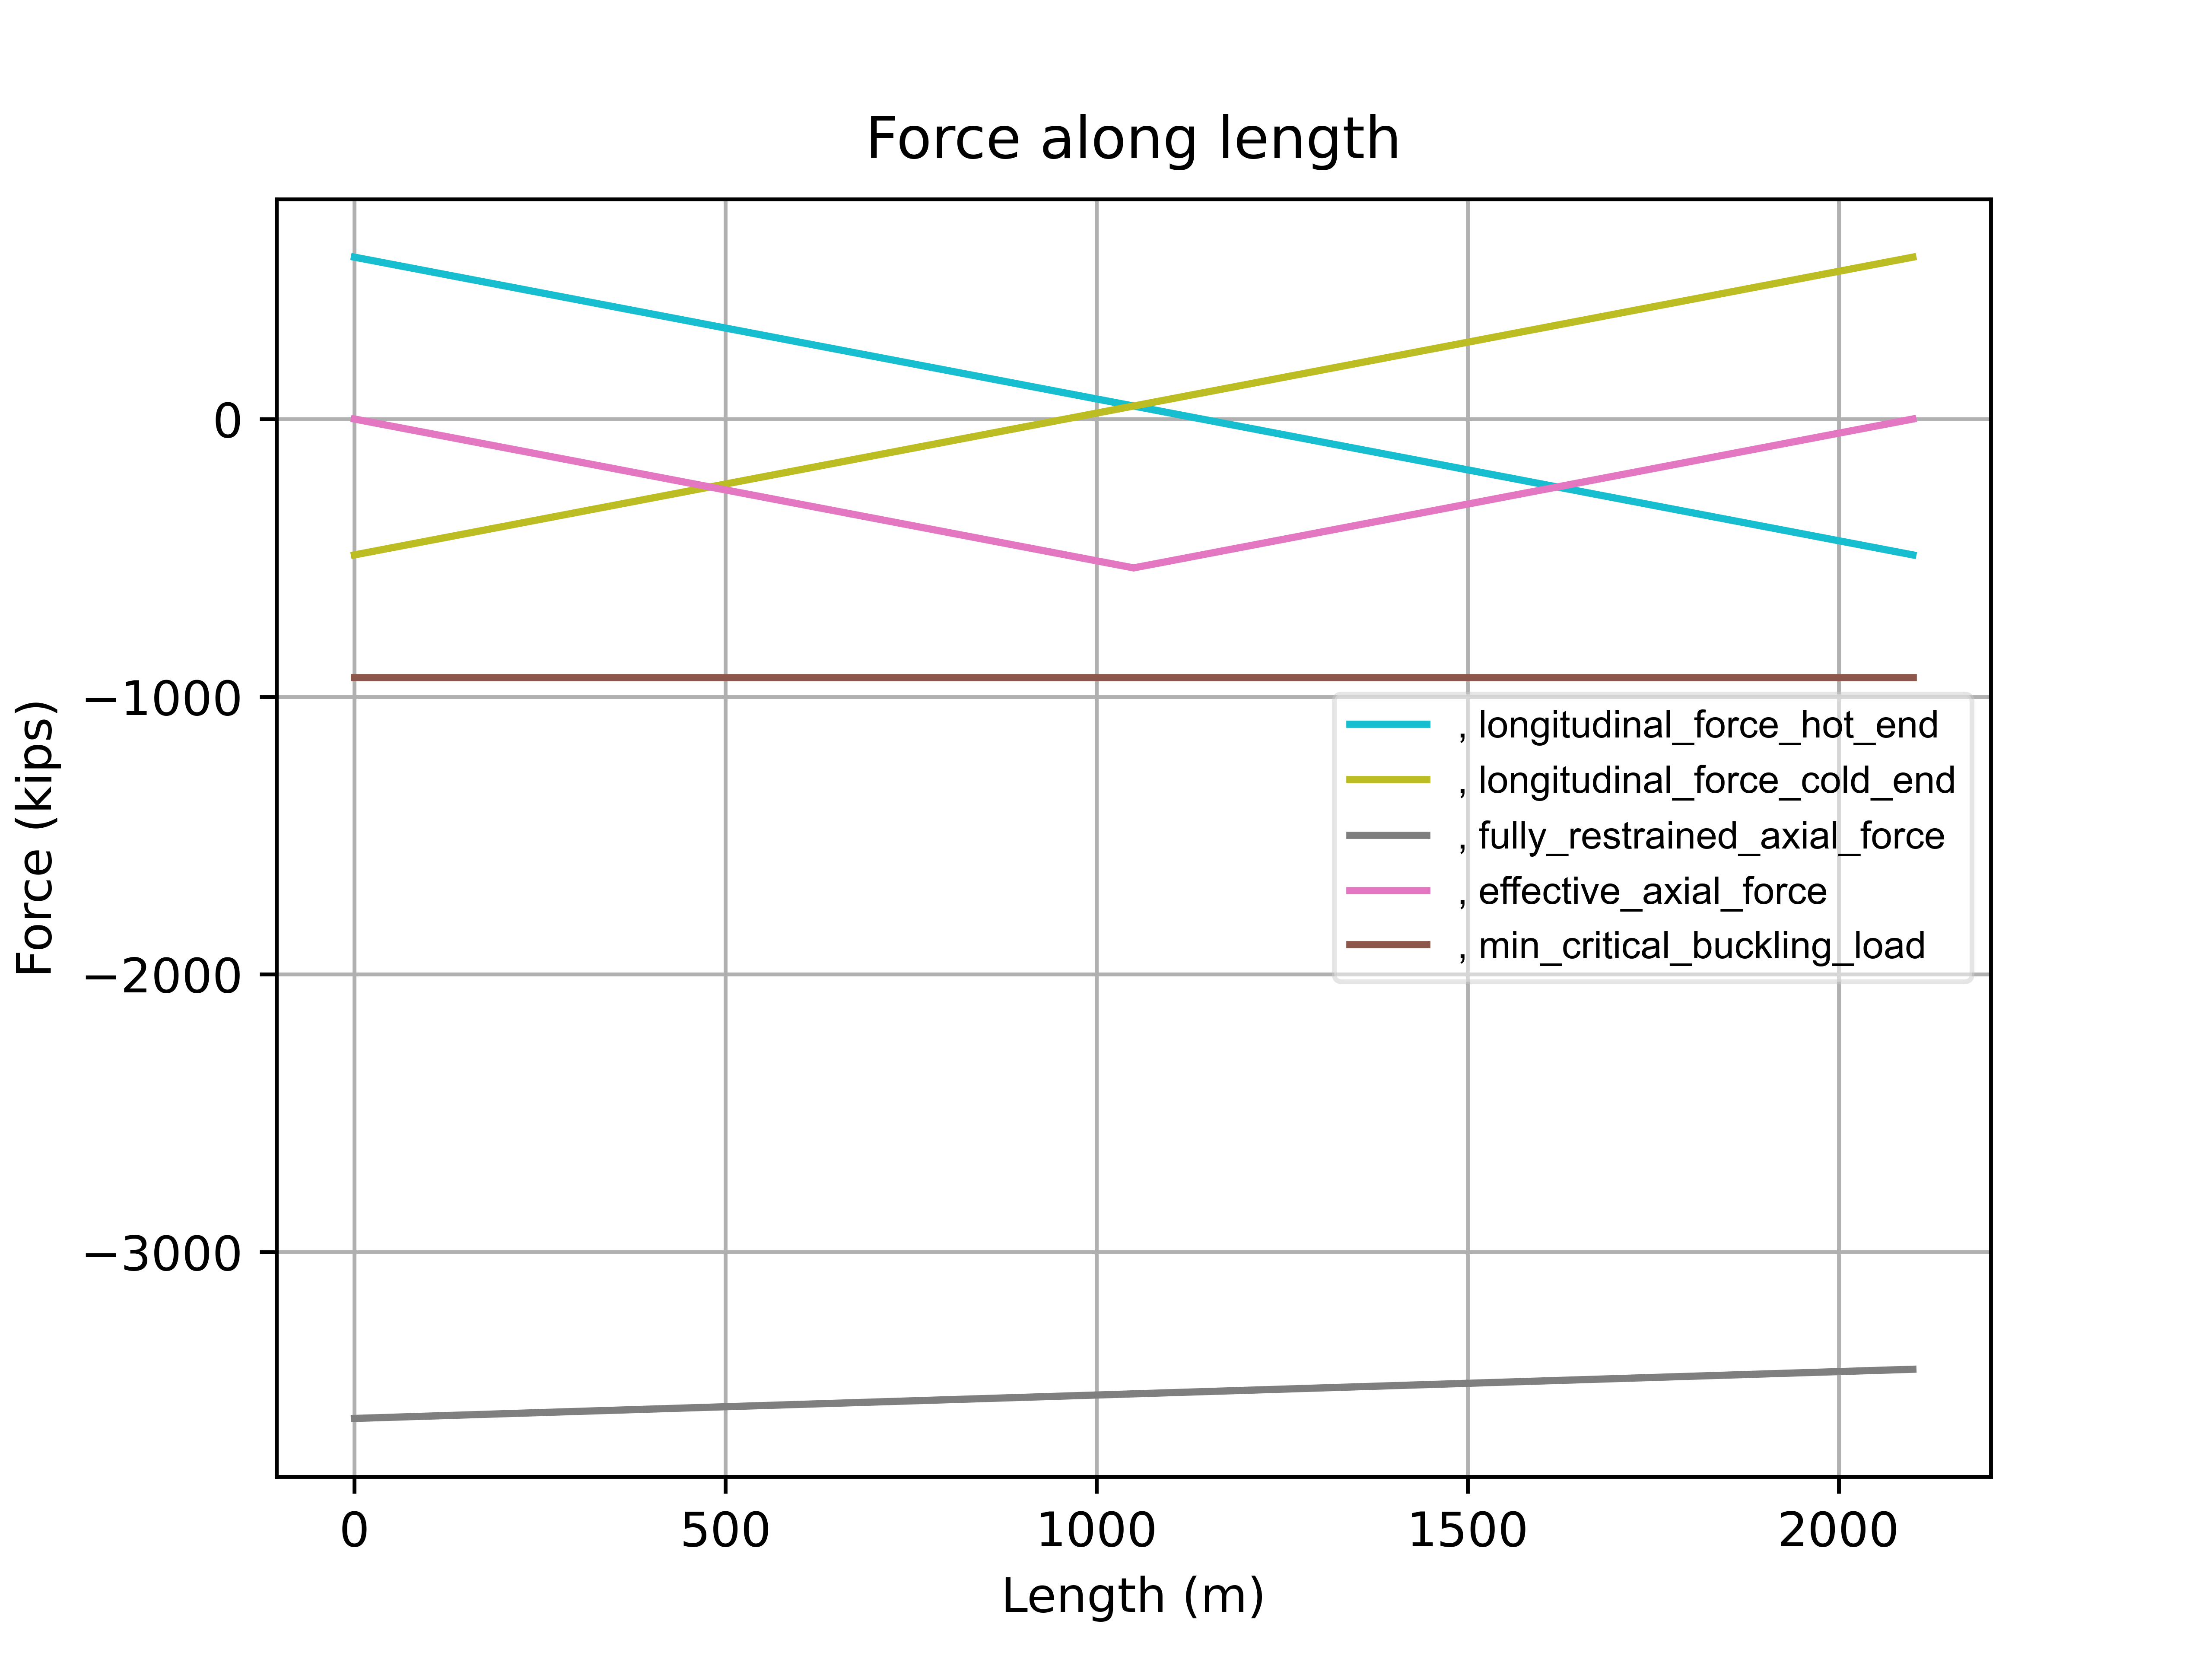 Force along length
Force (kips)
0
−1000
−2000
−3000
, longitudinal_force_hot_end
, longitudinal_force_cold_end
, fully_restrained_axial_force
, effective_axial_force
, min_critical_buckling_load
0 500 1000 1500 2000
Length (m)